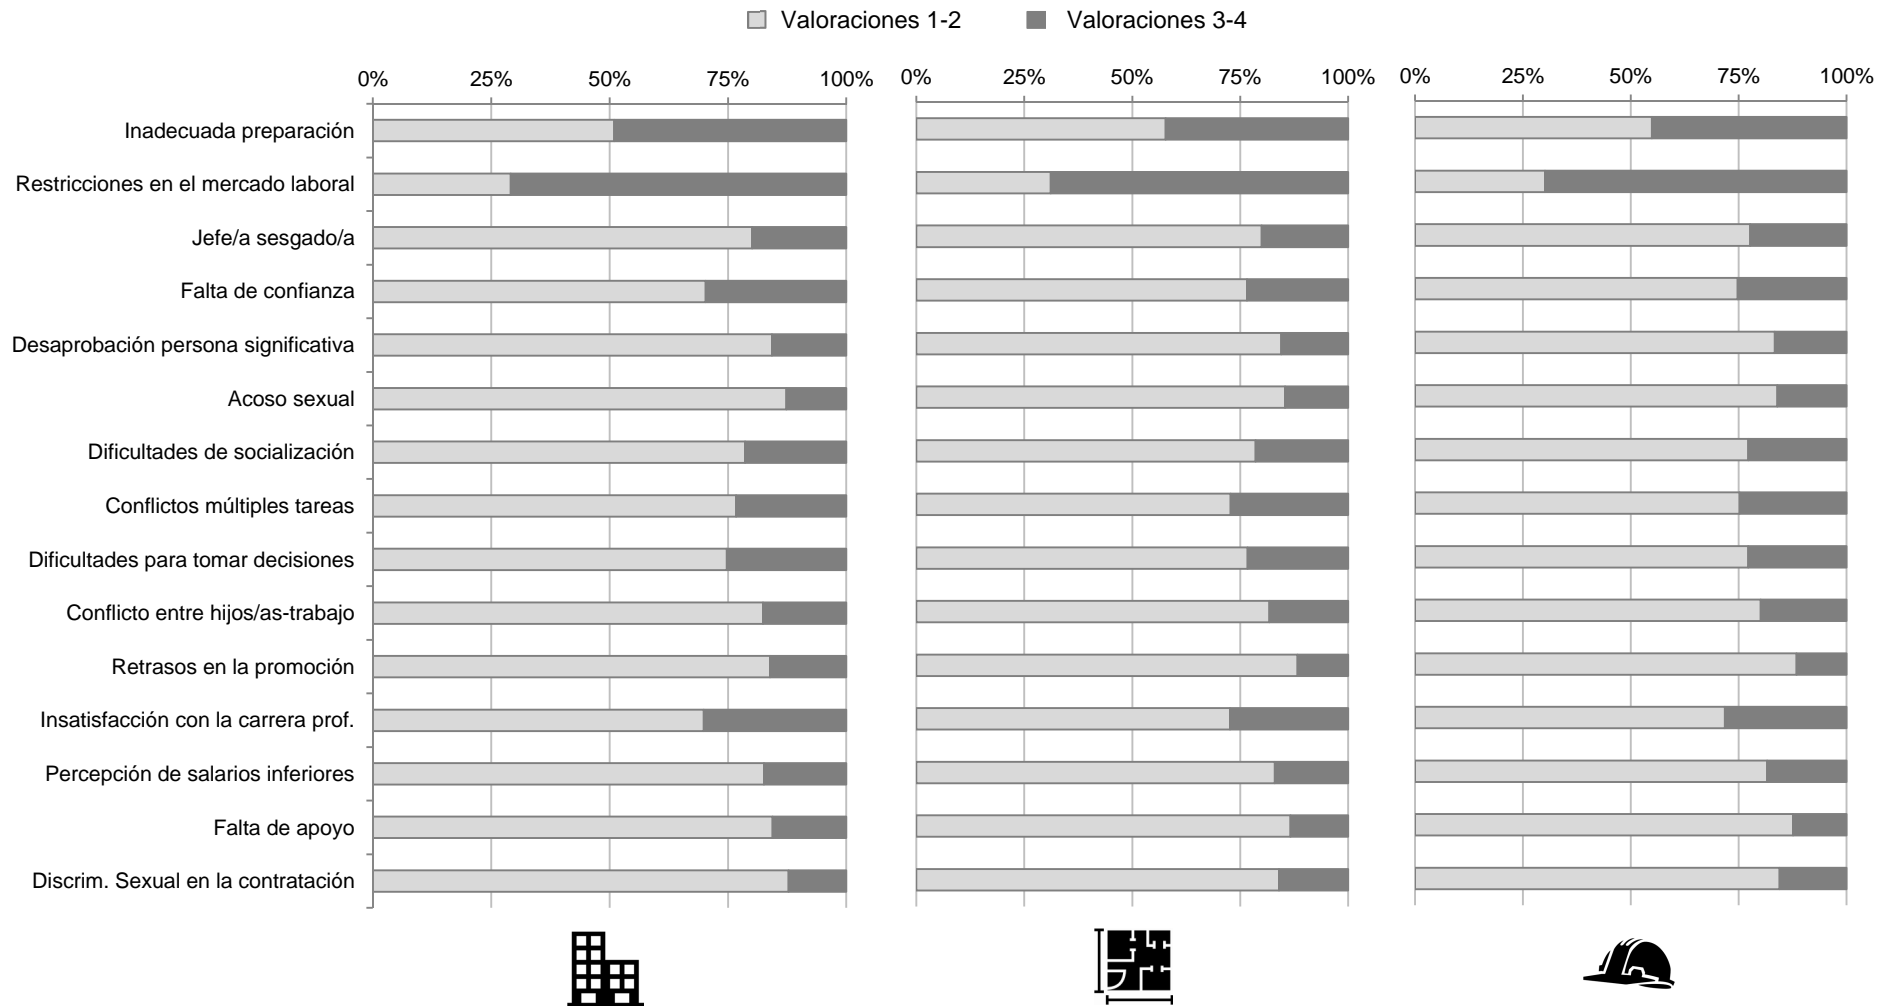 Valoraciones 1-2 Valoraciones 3-4
0% 25% 50% 75% 100% 0% 25% 50% 75% 100% 0% 25% 50% 75% 100%
Inadecuada preparación
Restricciones en el mercado laboral
Jefe/a sesgado/a
Falta de confianza
Desaprobación persona significativa
Acoso sexual
Dificultades de socialización
Conflictos múltiples tareas
Dificultades para tomar decisiones
Conflicto entre hijos/as-trabajo
Retrasos en la promoción
Insatisfacción con la carrera prof.
Percepción de salarios inferiores
Falta de apoyo
Discrim. Sexual en la contratación